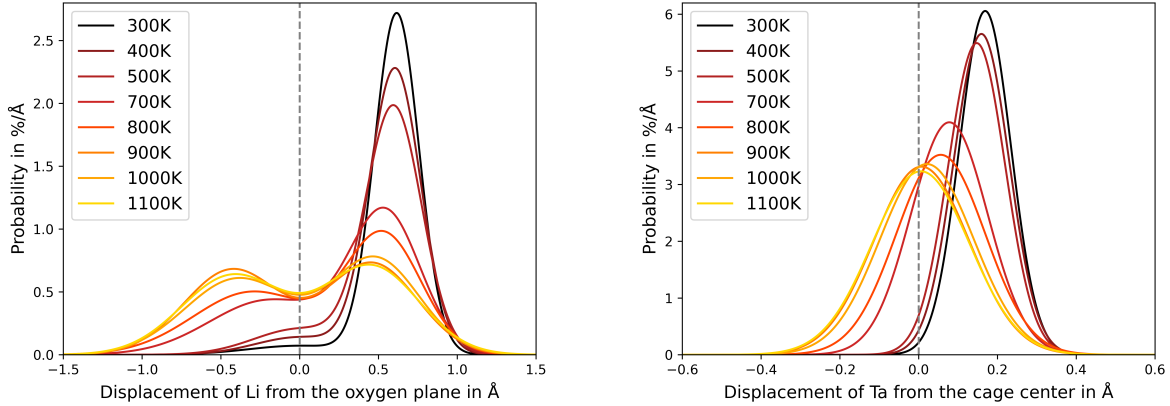 2.5
2.0
1.5
1.0
0.5
0.0
Probability in %/Å
300K
400K
500K
700K
800K
900K
1000K
1100K
−1.5
−1.0
−0.5
0.0
0.5
1.0
1.5
Displacement of Li from the oxygen plane in Å
6
5
4
3
2
1
0
Probability in %/Å
300K
400K
500K
700K
800K
900K
1000K
1100K
−0.6
−0.4
−0.2
0.0
0.2
0.4
0.6
Displacement of Ta from the cage center in Å